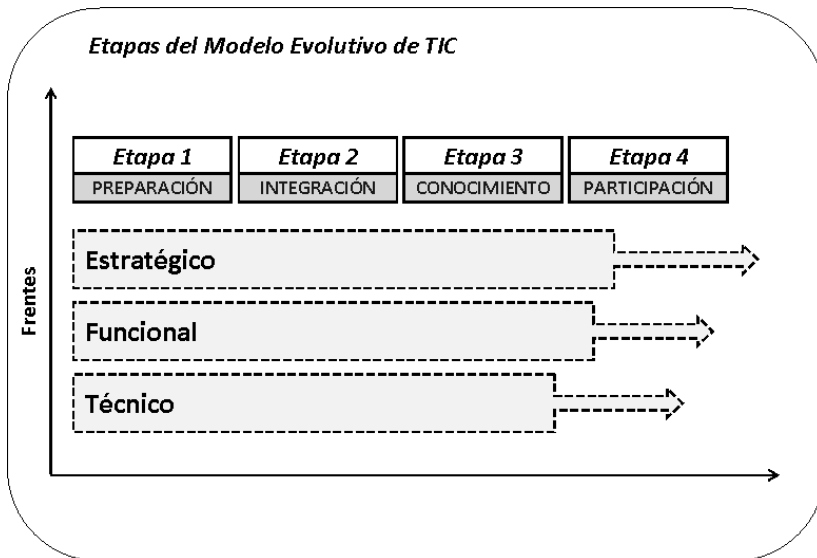 Etapas del Modelo Evolutivo de TIC
Etapa 1
Etapa 2
Etapa 3
Etapa 4
PREPARACIÓN
INTEGRACIÓN
CONOCIMIENTO
PARTICIPACIÓN
Estratégico
Funcional
Técnico
Frentes